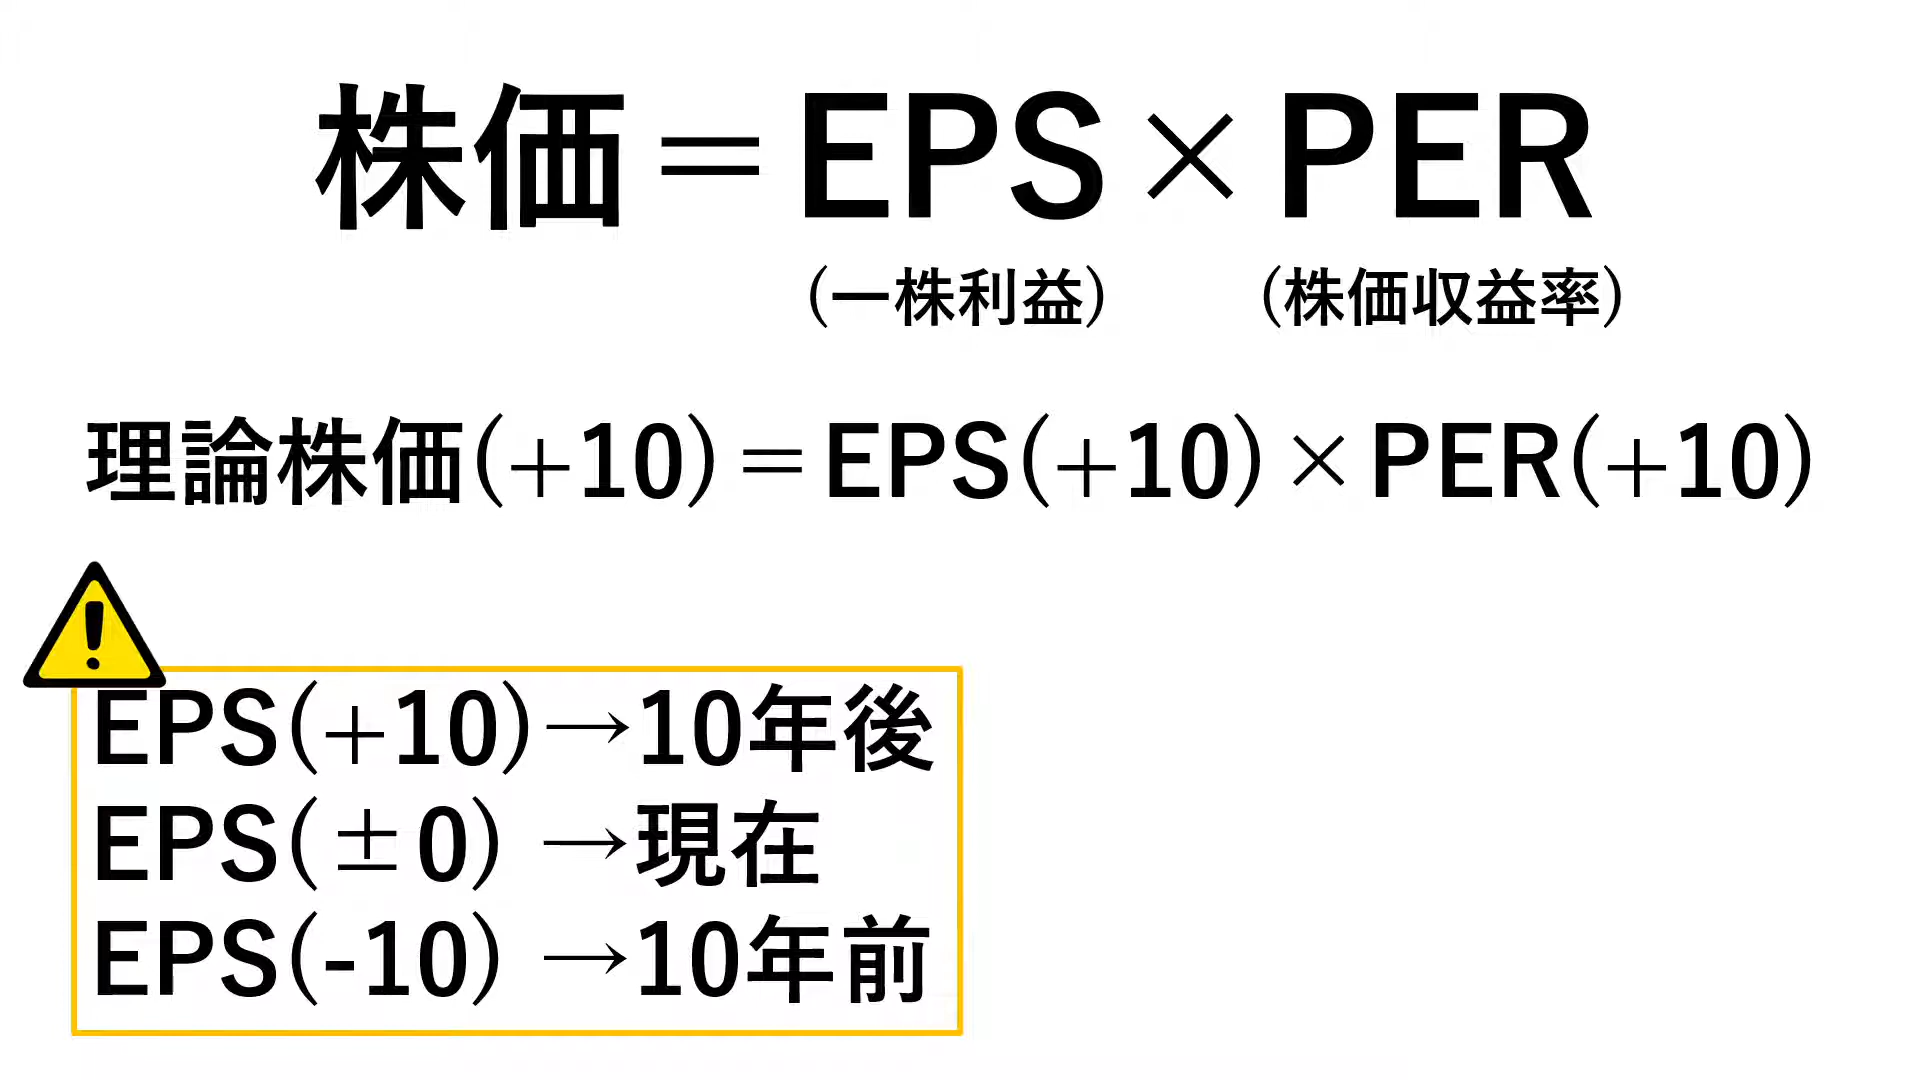 株価＝EPS×PER
(一株利益) (株価収益率)
理論株価(+10)＝EPS(+10)×PER(+10)
EPS(+10)→10年後
EPS(±0) →現在
EPS(-10) →10年前